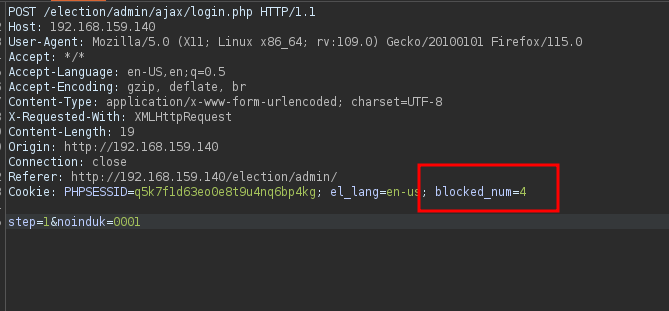 POST /election/admin/ajax/login.php HTTP/1.1
Host: 192.168.159.140
User-Agent: Mozilla/5.0 (X11; Linux x86_64; rv:109.0) Gecko/20100101 Firefox/115.0
Accept: */*
Accept-Language: en-US,en;q=0.5
Accept-Encoding: gzip, deflate, br
Content-Type: application/x-www-form-urlencoded; charset=UTF-8
X-Requested-With: XMLHttpRequest
Content-Length: 19
Origin: http://192.168.159.140
Connection: close
Referer: http://192.168.159.140/election/admin/
Cookie: PHPSESSID=q5k7f1d63eo0e8t9u4nq6bp4kg; el_lang=en-us; blocked_num=4
step=1&noinduk=0001